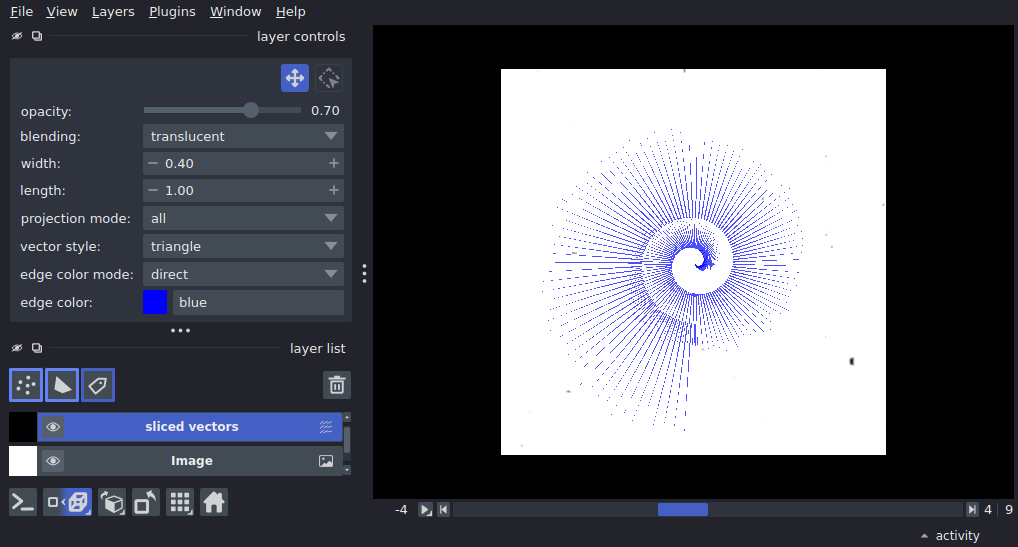 File View Layers Plugins Window Help
layer controls
opacity: 0.70
blending: translucent
width: 0.40
length: 1.00
projection mode: all
vector style: triangle
edge color mode: direct
edge color: blue
layer list
sliced vectors
Image
-4 4 9
activity